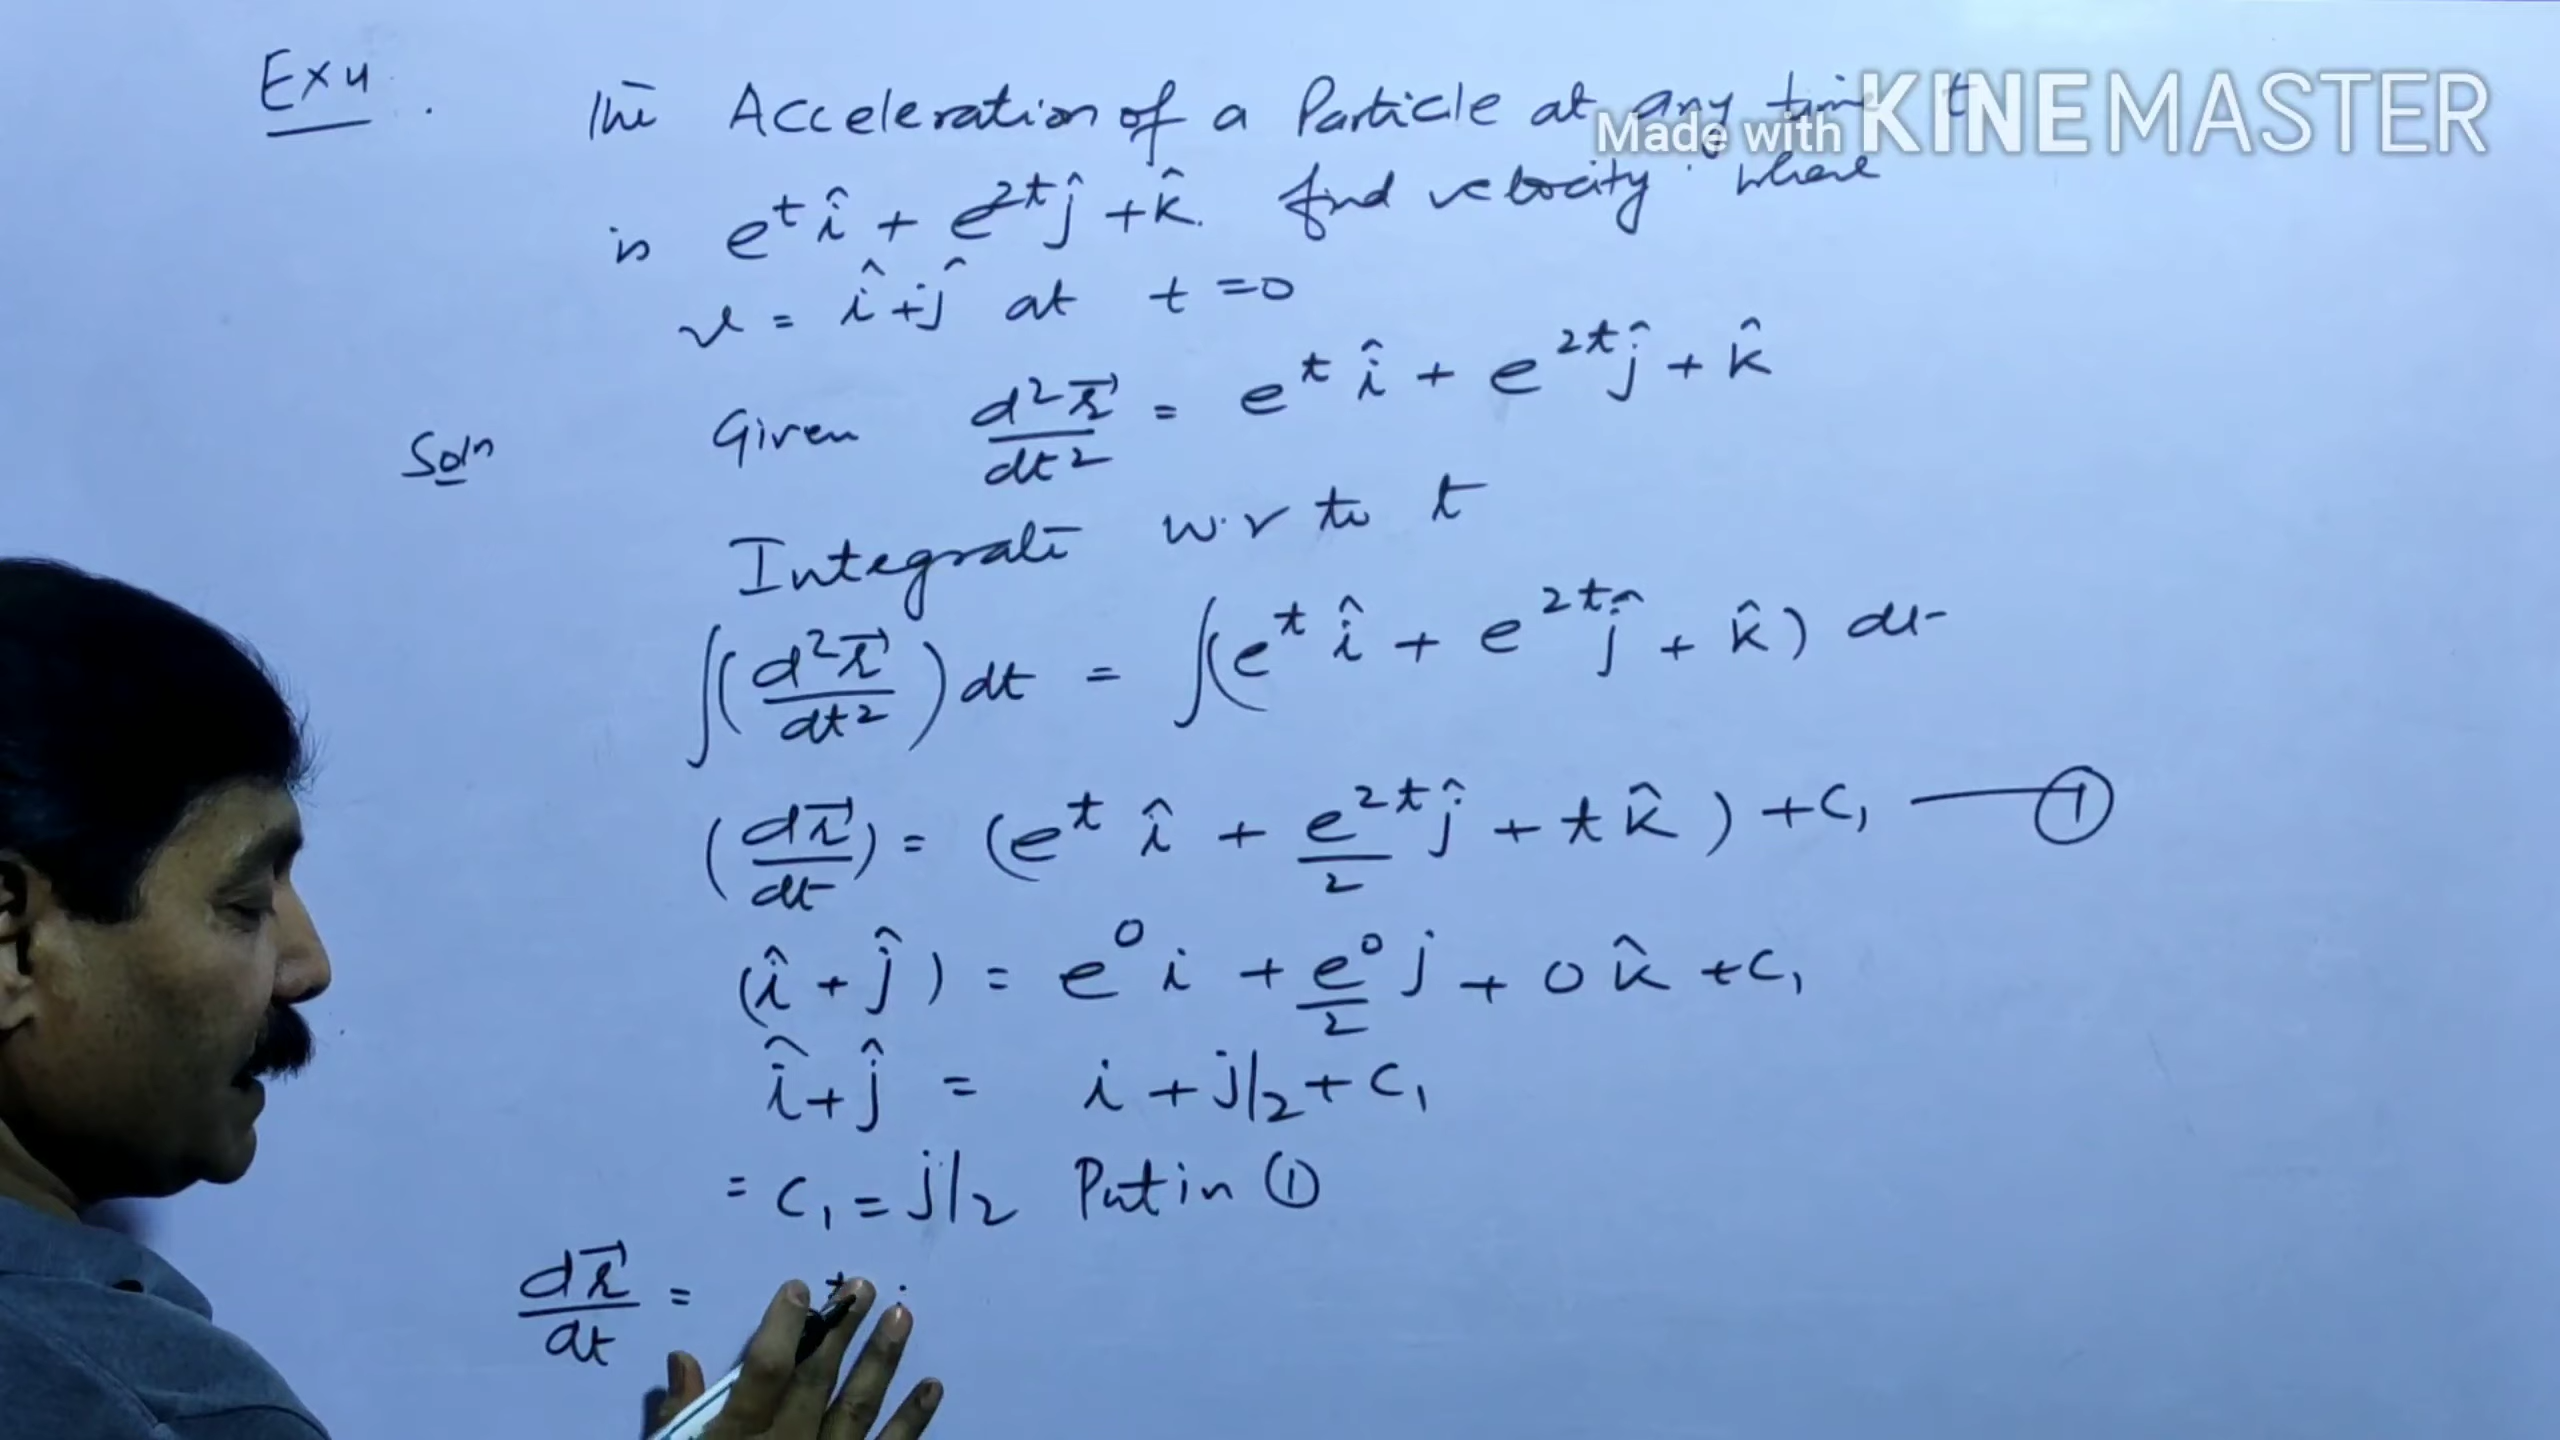 Ex 4. The Acceleration of a Particle at any time t
Made with KINEMASTER
is e^t î + e^2t ĵ + k̂. find velocity where
v = î + ĵ at t = 0
Soln Given d²r⃗/dt² = e^t î + e^2t ĵ + k̂
Integrate w.r to t
∫(d²r⃗/dt²) dt = ∫(e^t î + e^2t ĵ + k̂) dt
(dr⃗/dt) = (e^t î + e^2t/2 ĵ + t k̂) + C₁ — ①
(î + ĵ) = e^0 i + e^0/2 j + 0 k̂ + C₁
î + ĵ = i + j/2 + C₁
= C₁ = j/2 Put in ①
dr⃗/dt =